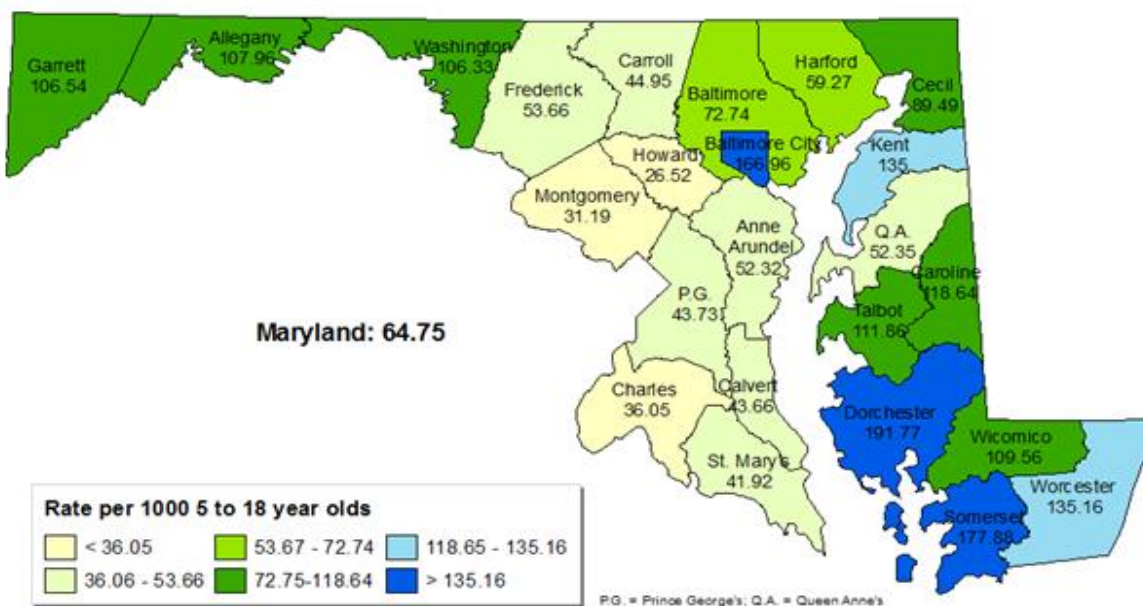 Garrett
106.54
Allegany
107.96
Washington
106.33
Frederick
53.66
Carroll
44.95
Baltimore
72.74
Harford
59.27
Cecil
89.49
Baltimore City
166.96
Howard
26.52
Montgomery
31.19
Kent
135
Anne
Arundel
52.32
Q.A.
52.35
Caroline
118.64
P.G.
43.73
Talbot
111.86
Maryland: 64.75
Charles
36.05
Calvert
43.66
Dorchester
191.77
St. Mary's
41.92
Wicomico
109.56
Worcester
135.16
Somerset
177.88
Rate per 1000 5 to 18 year olds
< 36.05
53.67 - 72.74
118.65 - 135.16
36.06 - 53.66
72.75-118.64
> 135.16
P.G. = Prince George's; Q.A. = Queen Anne's